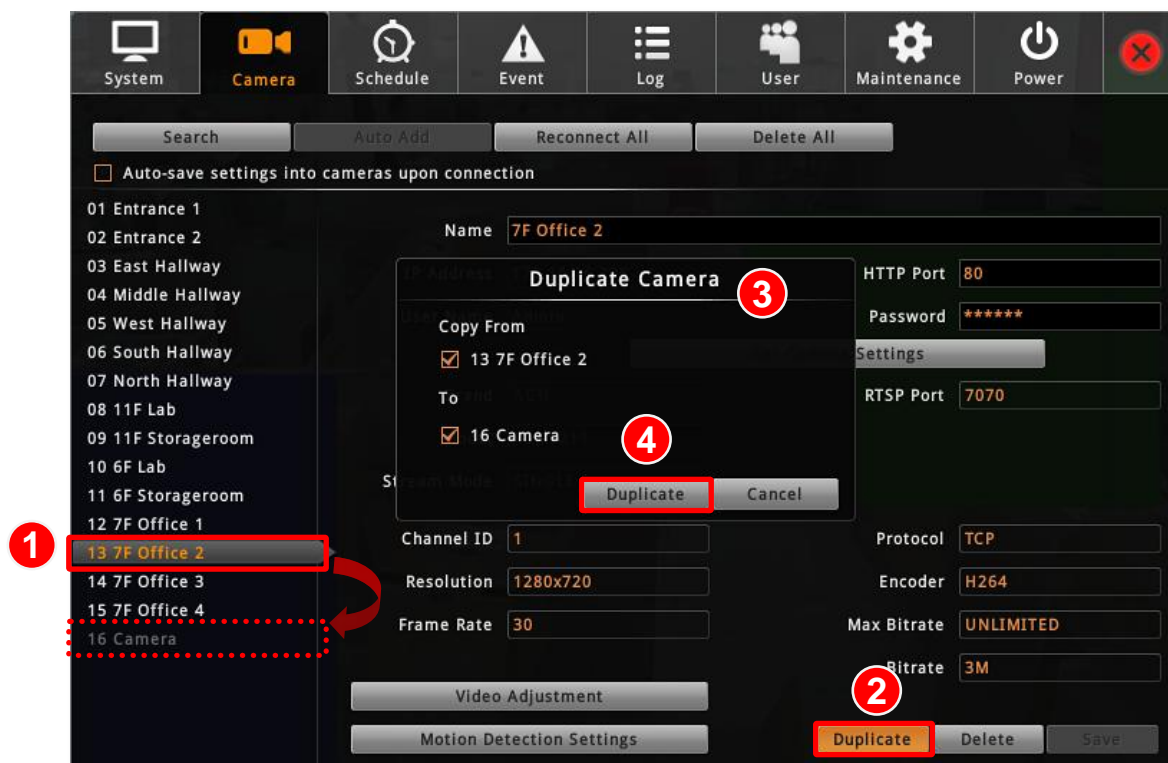 System Camera Schedule Event Log User Maintenance Power
Search Auto Add Reconnect All Delete All
Auto-save settings into cameras upon connection
01 Entrance 1
02 Entrance 2
03 East Hallway
04 Middle Hallway
05 West Hallway
06 South Hallway
07 North Hallway
08 11F Lab
09 11F Storageroom
10 6F Lab
11 6F Storageroom
12 7F Office 1
1
13 7F Office 2
14 7F Office 3
15 7F Office 4
16 Camera
Name 7F Office 2
IP Address
HTTP Port 80
User Name
Password ******
Settings
RTSP Port 7070
Duplicate Camera
3
Copy From
13 7F Office 2
To
16 Camera
4
Duplicate Cancel
Stream Mode
Channel ID 1
Protocol TCP
Resolution 1280x720
Encoder H264
Frame Rate 30
Max Bitrate UNLIMITED
Bitrate 3M
2
Video Adjustment
Motion Detection Settings
Duplicate Delete Save